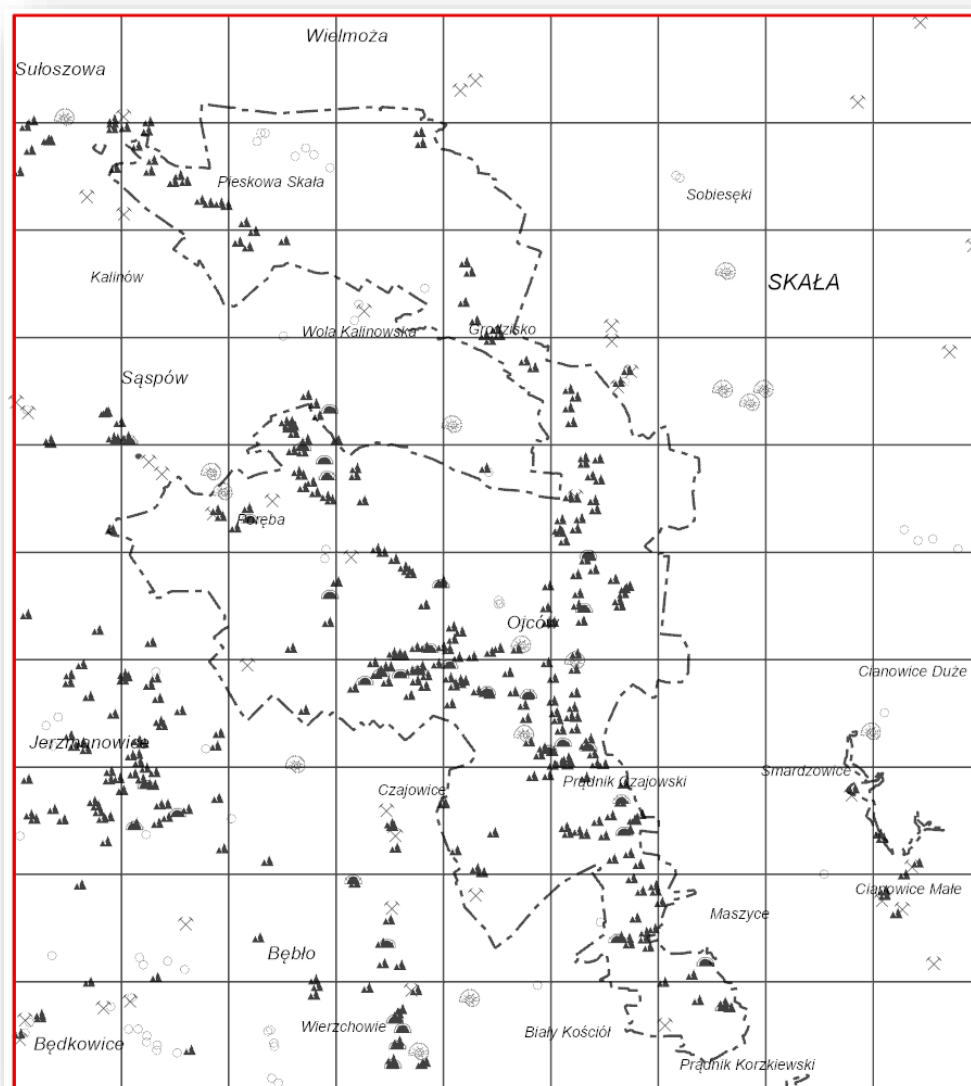 Wielmoża
Sułoszowa
Pieskowa Skała
Sobiesęki
Kalinów
SKAŁA
Wola Kalinowska
Grodzisko
Sąspów
Poręba
Ojców
Cianowice Duże
Jerzmanowice
Smardzowice
Prądnik Czajowski
Czajowice
Cianowice Małe
Maszyce
Bębło
Wierzchowie
Biały Kościół
Będkowice
Prądnik Korzkiewski